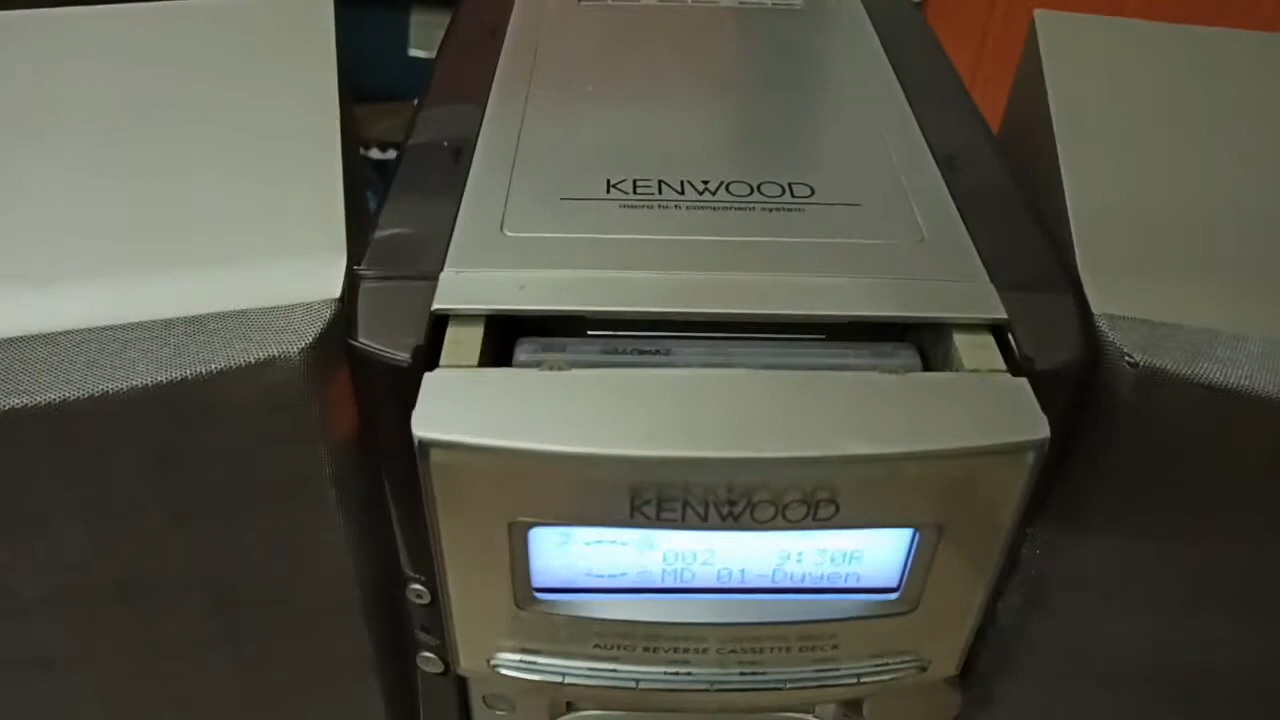 KENWOOD
micro hi-fi component system
KENWOOD
002 9:30A
MD 01-Duyen
AUTO REVERSE CASSETTE DECK